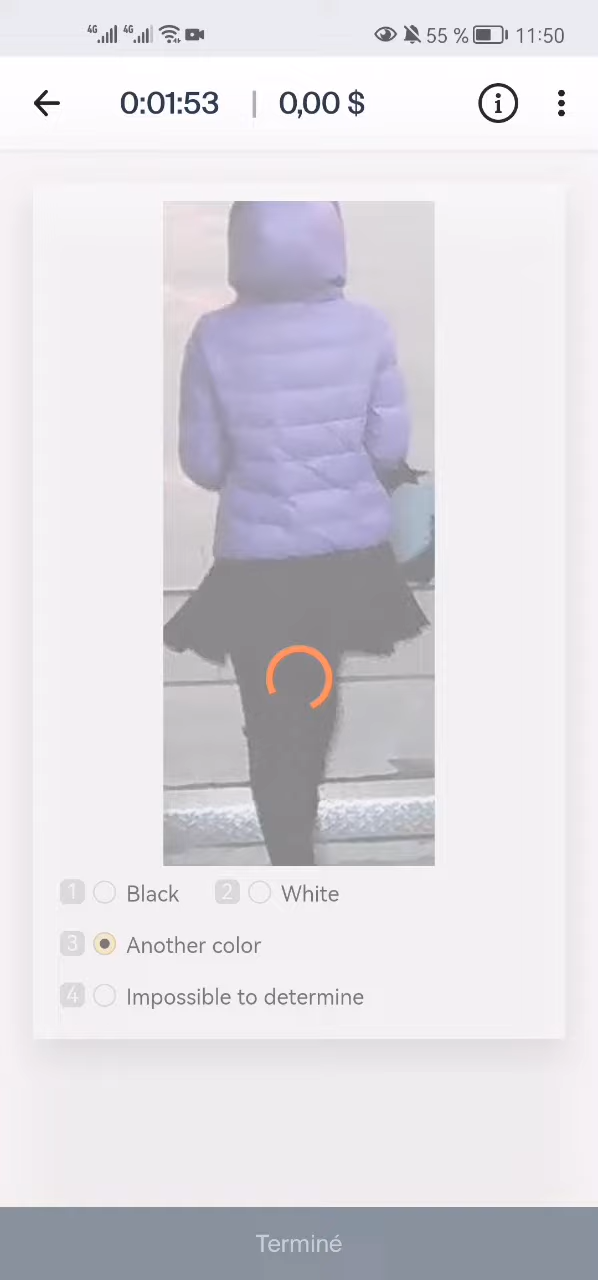 4G 4G 55 % 11:50
0:01:53 | 0,00 $
1 Black 2 White
3 Another color
4 Impossible to determine
Terminé